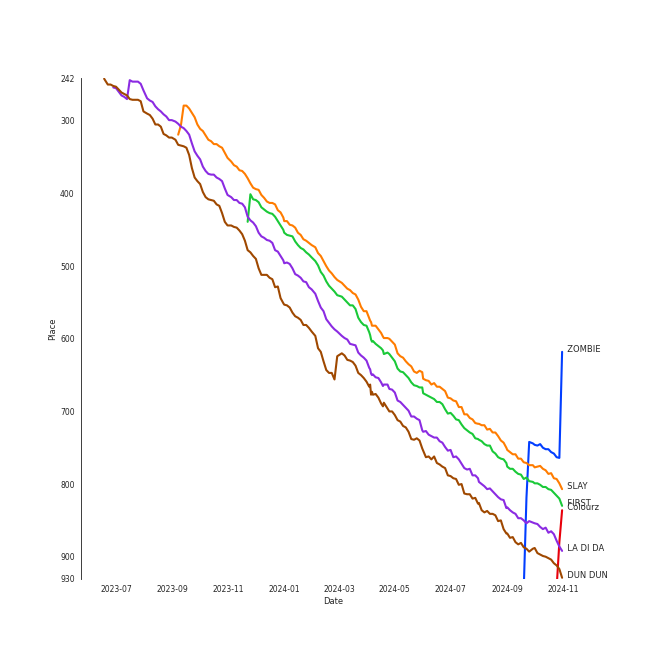 242
300
400
500
600
700
800
900
930
Place
2023-07
2023-09
2023-11
2024-01
2024-03
2024-05
2024-07
2024-09
2024-11
Date
ZOMBIE
SLAY
FIRST
Colourz
LA DI DA
DUN DUN